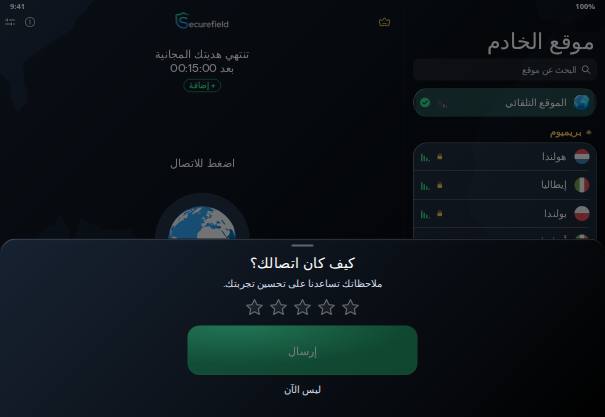 9:41
100%
Securefield
تنتهي هديتك المجانية
بعد 00:15:00
+ إضافة
اضغط للاتصال
موقع الخادم
البحث عن موقع
الموقع التلقائي
بريميوم
هولندا
إيطاليا
بولندا
كيف كان اتصالك؟
ملاحظاتك تساعدنا على تحسين تجربتك.
إرسال
ليس الآن